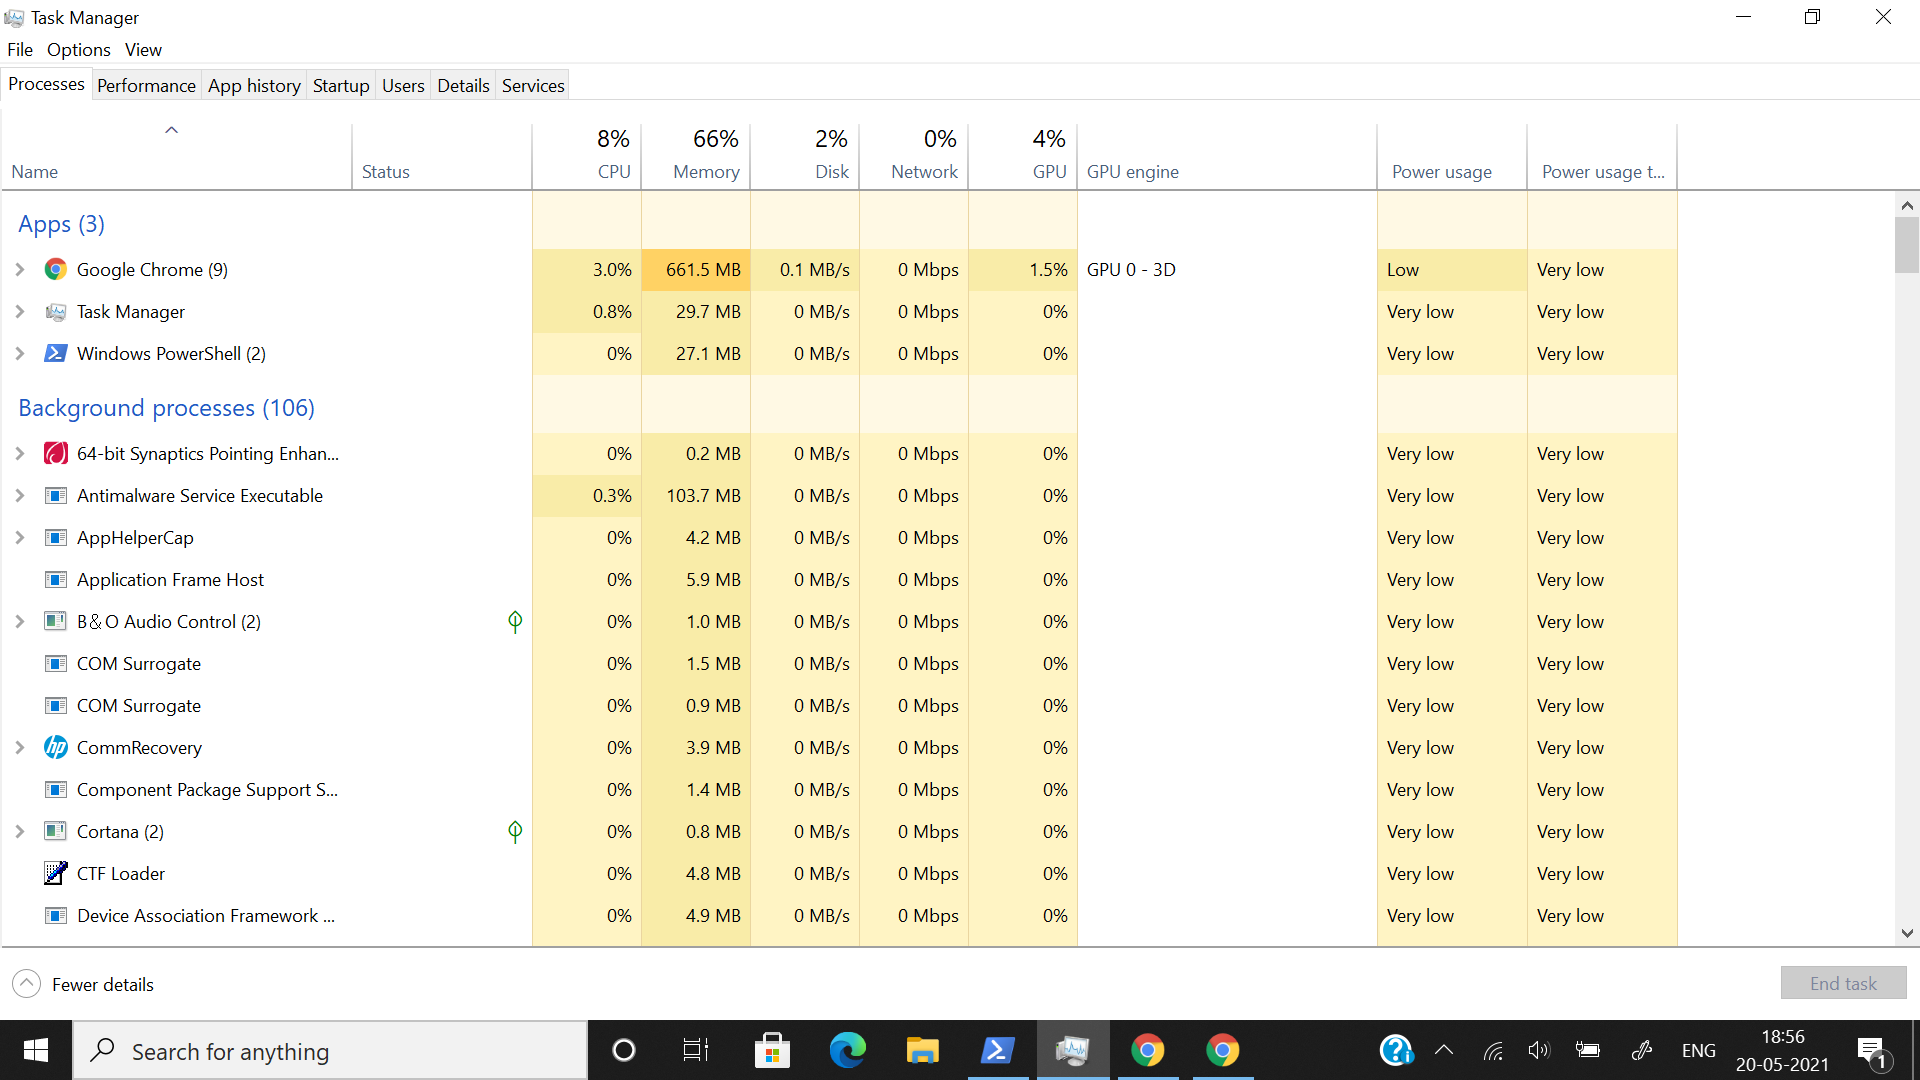 Task Manager
File Options View
Processes Performance App history Startup Users Details Services
8% 66% 2% 0% 4%
Name Status CPU Memory Disk Network GPU GPU engine Power usage Power usage t...
Apps (3)
Google Chrome (9) 3.0% 661.5 MB 0.1 MB/s 0 Mbps 1.5% GPU 0 - 3D Low Very low
Task Manager 0.8% 29.7 MB 0 MB/s 0 Mbps 0% Very low Very low
Windows PowerShell (2) 0% 27.1 MB 0 MB/s 0 Mbps 0% Very low Very low
Background processes (106)
64-bit Synaptics Pointing Enhan... 0% 0.2 MB 0 MB/s 0 Mbps 0% Very low Very low
Antimalware Service Executable 0.3% 103.7 MB 0 MB/s 0 Mbps 0% Very low Very low
AppHelperCap 0% 4.2 MB 0 MB/s 0 Mbps 0% Very low Very low
Application Frame Host 0% 5.9 MB 0 MB/s 0 Mbps 0% Very low Very low
B&O Audio Control (2) 0% 1.0 MB 0 MB/s 0 Mbps 0% Very low Very low
COM Surrogate 0% 1.5 MB 0 MB/s 0 Mbps 0% Very low Very low
COM Surrogate 0% 0.9 MB 0 MB/s 0 Mbps 0% Very low Very low
hp CommRecovery 0% 3.9 MB 0 MB/s 0 Mbps 0% Very low Very low
Component Package Support S... 0% 1.4 MB 0 MB/s 0 Mbps 0% Very low Very low
Cortana (2) 0% 0.8 MB 0 MB/s 0 Mbps 0% Very low Very low
CTF Loader 0% 4.8 MB 0 MB/s 0 Mbps 0% Very low Very low
Device Association Framework ... 0% 4.9 MB 0 MB/s 0 Mbps 0% Very low Very low
Fewer details End task
Search for anything ENG 18:56
20-05-2021 1